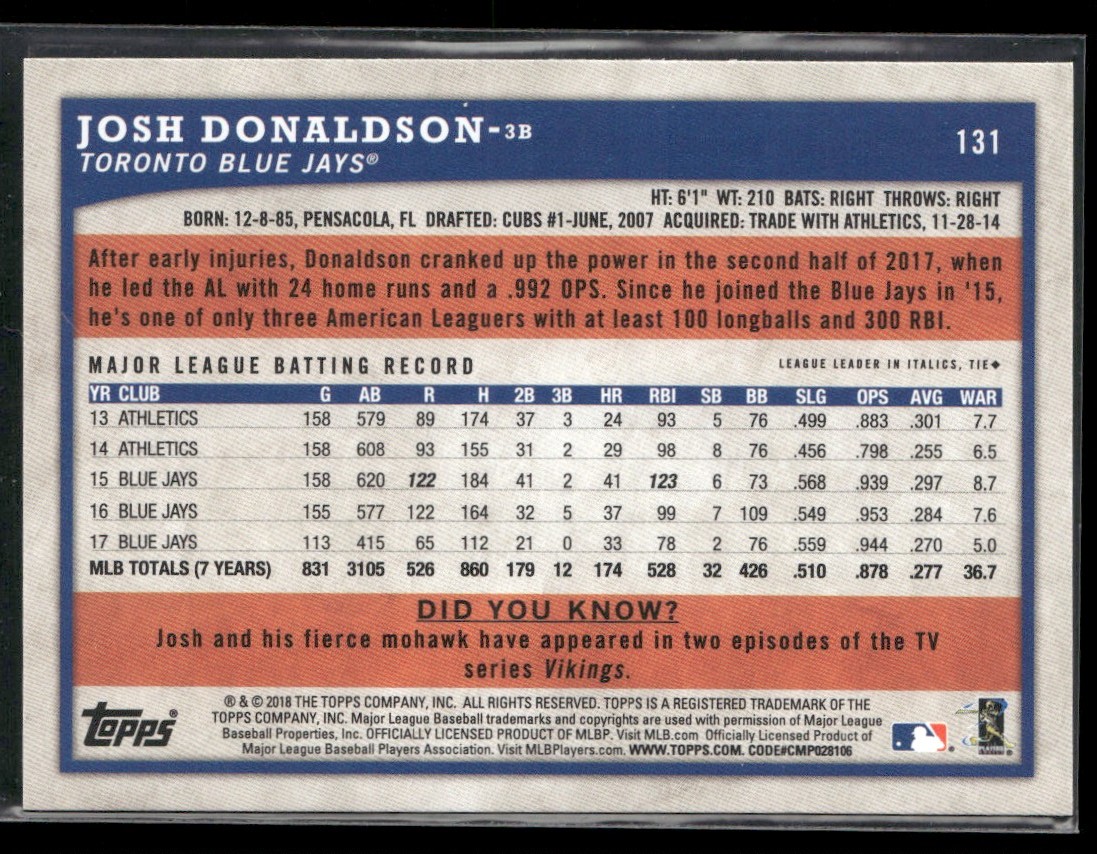 JOSH DONALDSON-3B
131
TORONTO BLUE JAYS®
HT: 6'1" WT: 210 BATS: RIGHT THROWS: RIGHT
BORN: 12-8-85, PENSACOLA, FL DRAFTED: CUBS #1-JUNE, 2007 ACQUIRED: TRADE WITH ATHLETICS, 11-28-14
After early injuries, Donaldson cranked up the power in the second half of 2017, when
he led the AL with 24 home runs and a .992 OPS. Since he joined the Blue Jays in '15,
he's one of only three American Leaguers with at least 100 longballs and 300 RBI.
MAJOR LEAGUE BATTING RECORD
LEAGUE LEADER IN ITALICS, TIE◆
YR CLUB G AB R H 2B 3B HR RBI SB BB SLG OPS AVG WAR
13 ATHLETICS 158 579 89 174 37 3 24 93 5 76 .499 .883 .301 7.7
14 ATHLETICS 158 608 93 155 31 2 29 98 8 76 .456 .798 .255 6.5
15 BLUE JAYS 158 620 122 184 41 2 41 123 6 73 .568 .939 .297 8.7
16 BLUE JAYS 155 577 122 164 32 5 37 99 7 109 .549 .953 .284 7.6
17 BLUE JAYS 113 415 65 112 21 0 33 78 2 76 .559 .944 .270 5.0
MLB TOTALS (7 YEARS) 831 3105 526 860 179 12 174 528 32 426 .510 .878 .277 36.7
DID YOU KNOW?
Josh and his fierce mohawk have appeared in two episodes of the TV
series Vikings.
Topps®
® & © 2018 THE TOPPS COMPANY, INC. ALL RIGHTS RESERVED. TOPPS IS A REGISTERED TRADEMARK OF THE
TOPPS COMPANY, INC. Major League Baseball trademarks and copyrights are used with permission of Major League
Baseball Properties, Inc. OFFICIALLY LICENSED PRODUCT OF MLBP. Visit MLB.com Officially Licensed Product of
Major League Baseball Players Association. Visit MLBPlayers.com. WWW.TOPPS.COM. CODE#CMP028106
PLAYERS